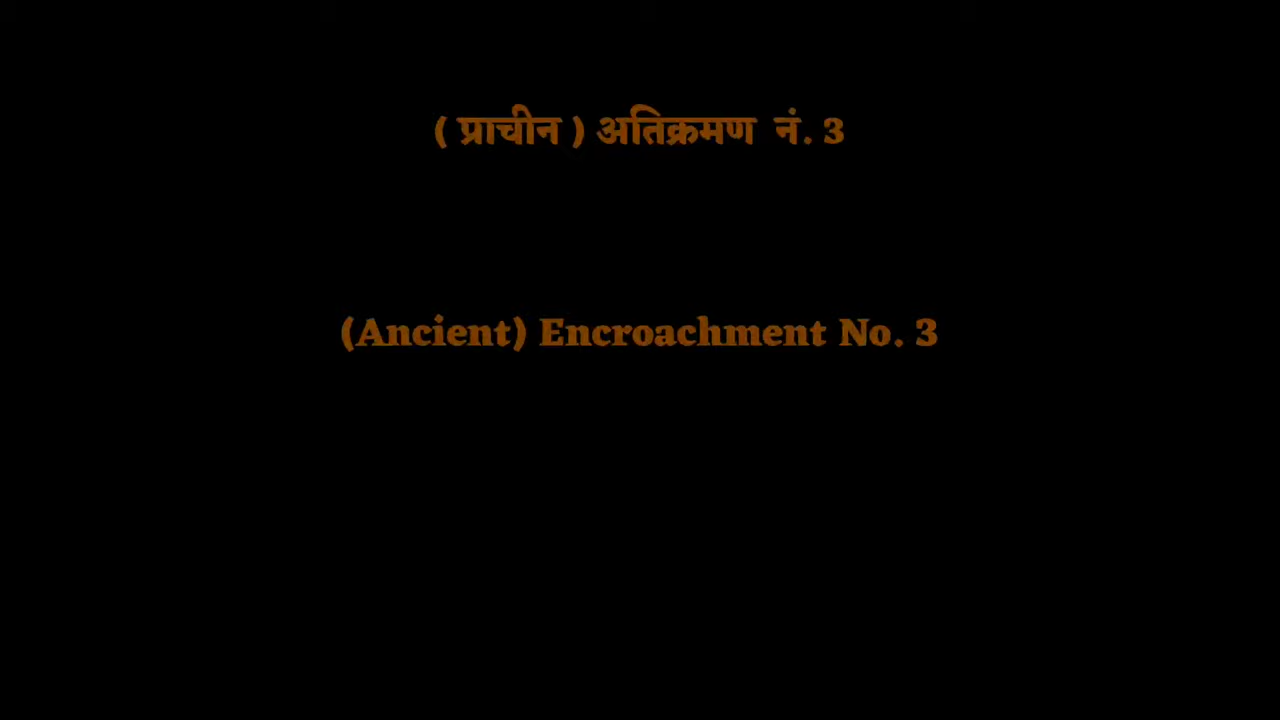 ( प्राचीन ) अतिक्रमण नं. 3
(Ancient) Encroachment No. 3